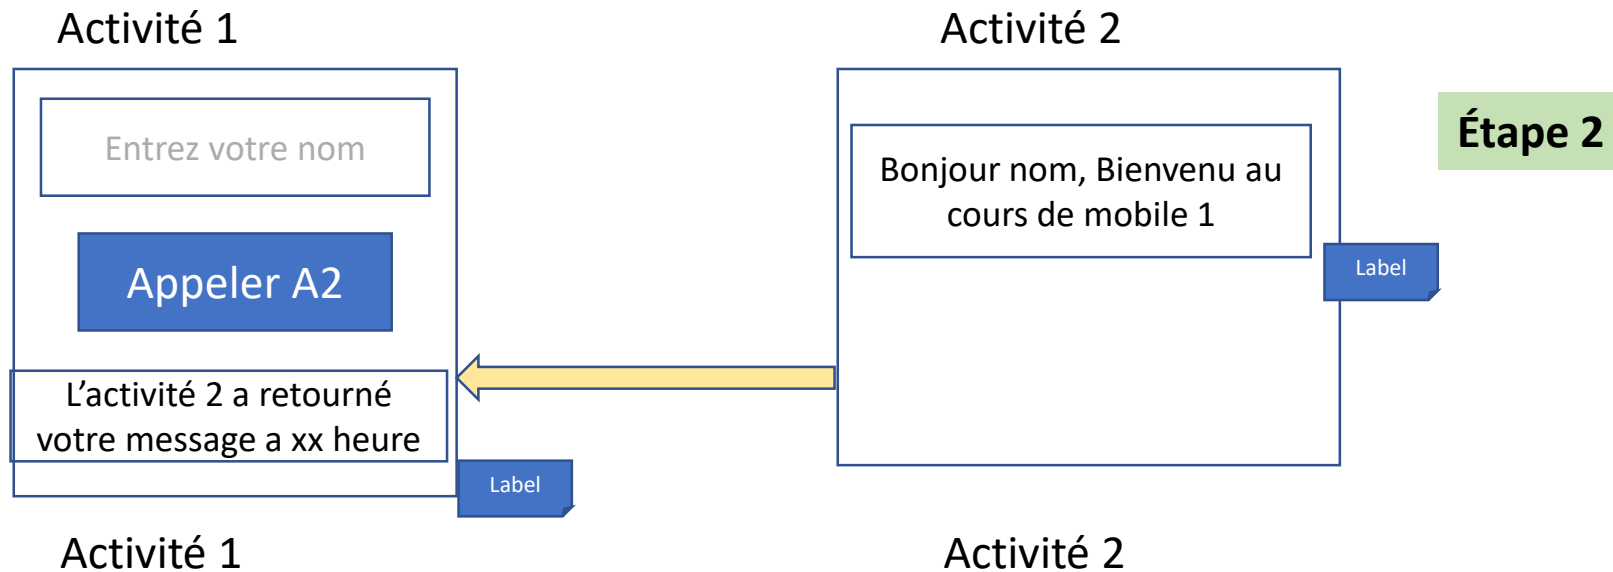 Activité 1
Activité 2
Entrez votre nom
Appeler A2
L’activité 2 a retourné
votre message a xx heure
Label
Bonjour nom, Bienvenu au
cours de mobile 1
Label
Étape 2
Activité 1
Activité 2